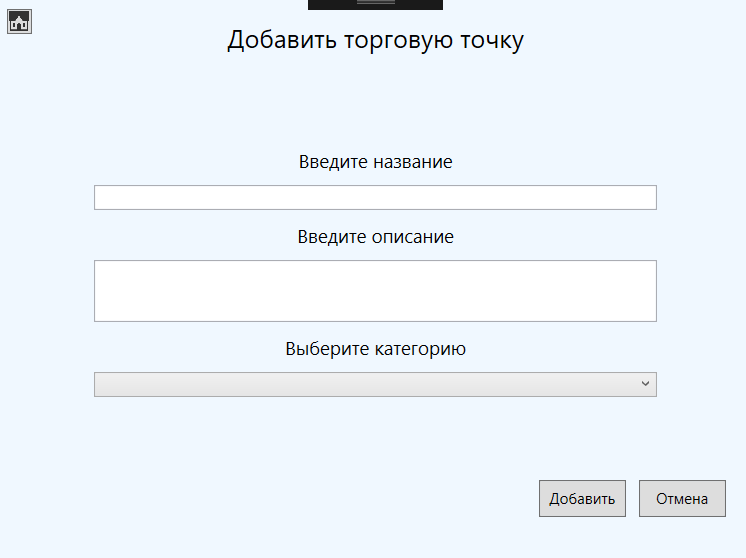 Добавить торговую точку
Введите название
Введите описание
Выберите категорию
Добавить Отмена